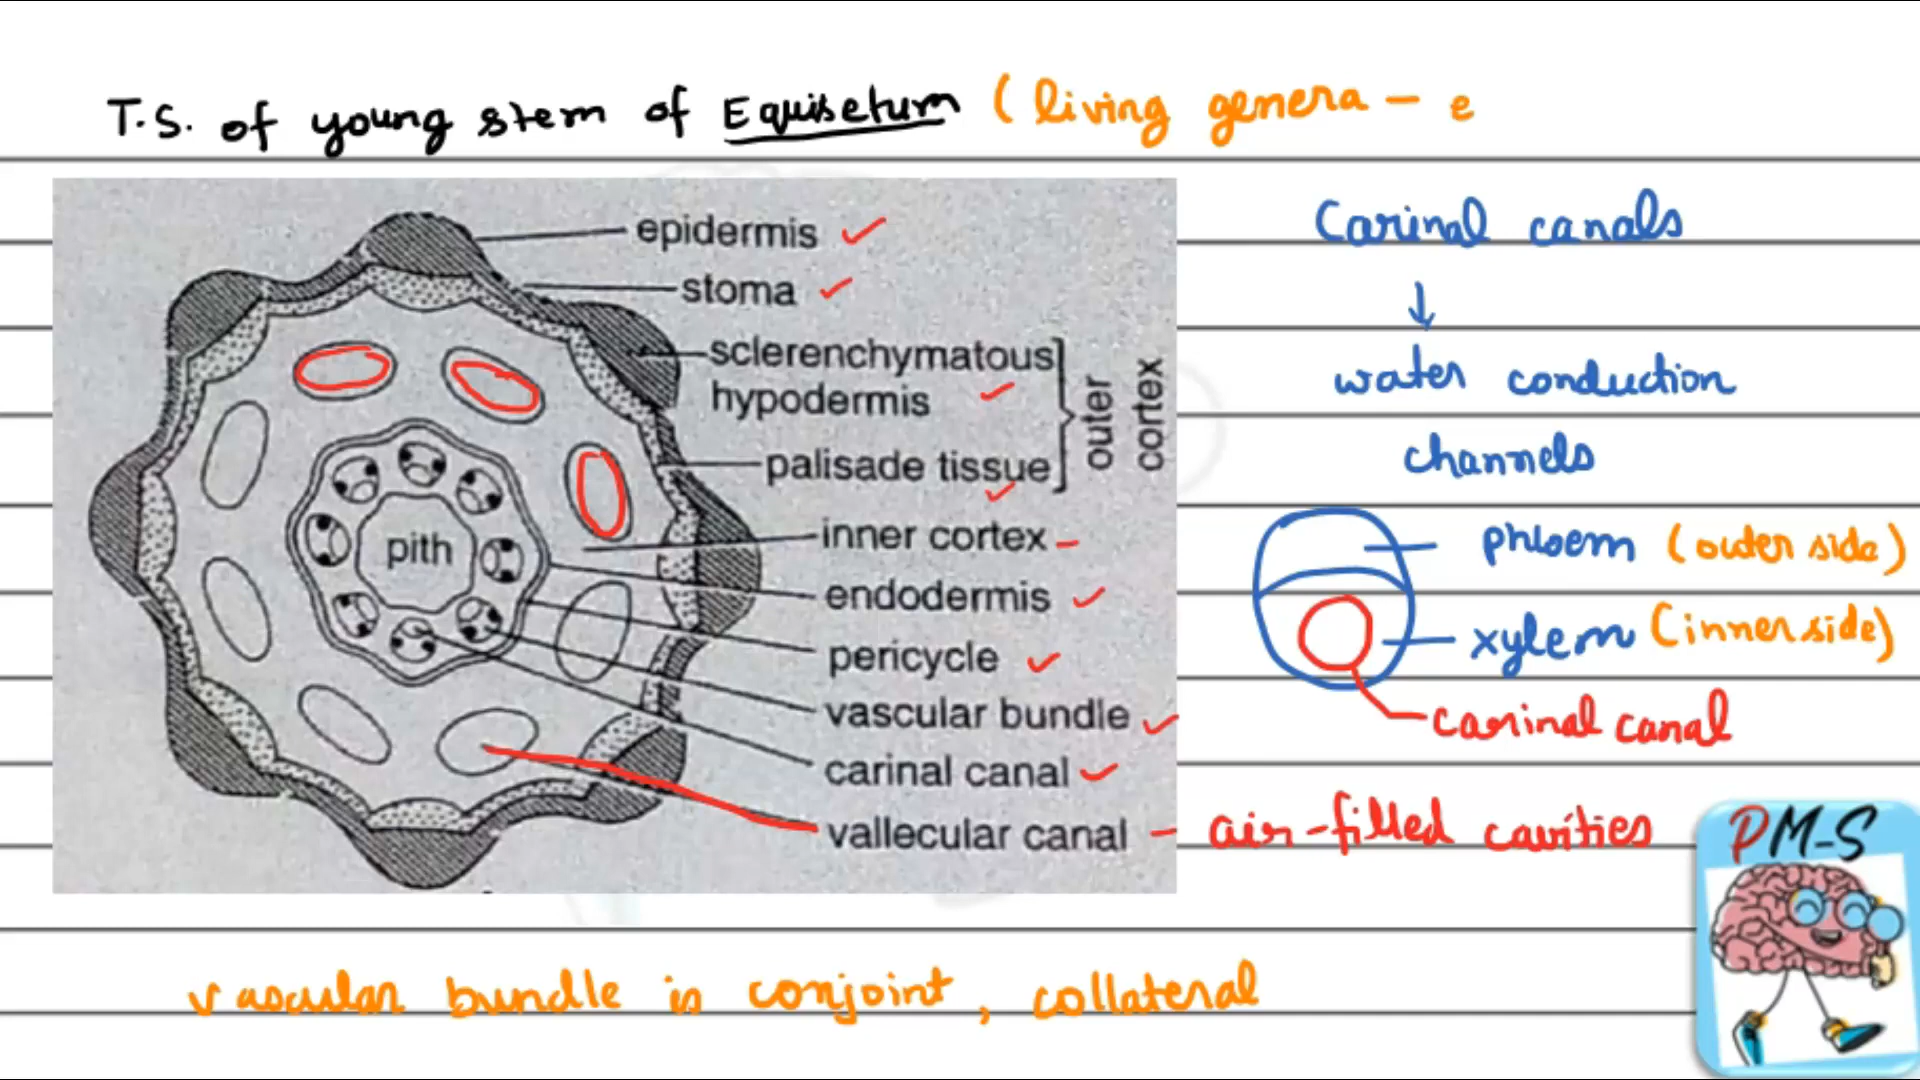 T.S. of young stem of Equisetum (living genera - e
epidermis
stoma
sclerenchymatous
hypodermis
palisade tissue
outer
cortex
inner cortex
endodermis
pericycle
vascular bundle
carinal canal
vallecular canal - air-filled cavities
pith
Carinal canals
↓
water conduction
channels
phloem (outer side)
xylem (inner side)
carinal canal
PM-S
vascular bundle is conjoint, collateral